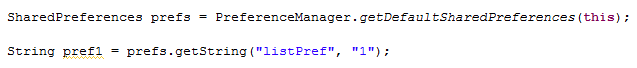 SharedPreferences prefs = PreferenceManager.getDefaultSharedPreferences(this);
String pref1 = prefs.getString("listPref", "1");